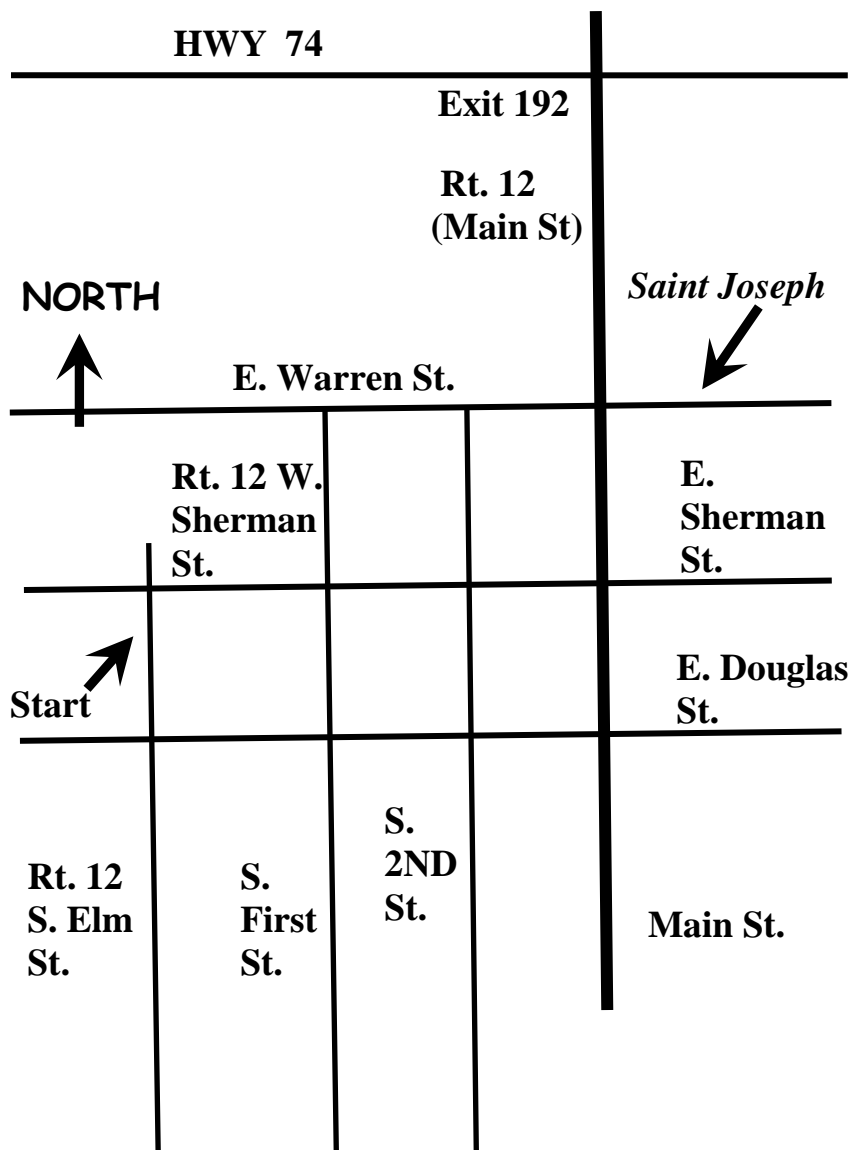 HWY 74
Exit 192
Rt. 12
(Main St)
Saint Joseph
NORTH
E. Warren St.
Rt. 12 W.
Sherman
St.
E.
Sherman
St.
Start
E. Douglas
St.
Rt. 12
S. Elm
St.
S.
First
St.
S.
2ND
St.
Main St.